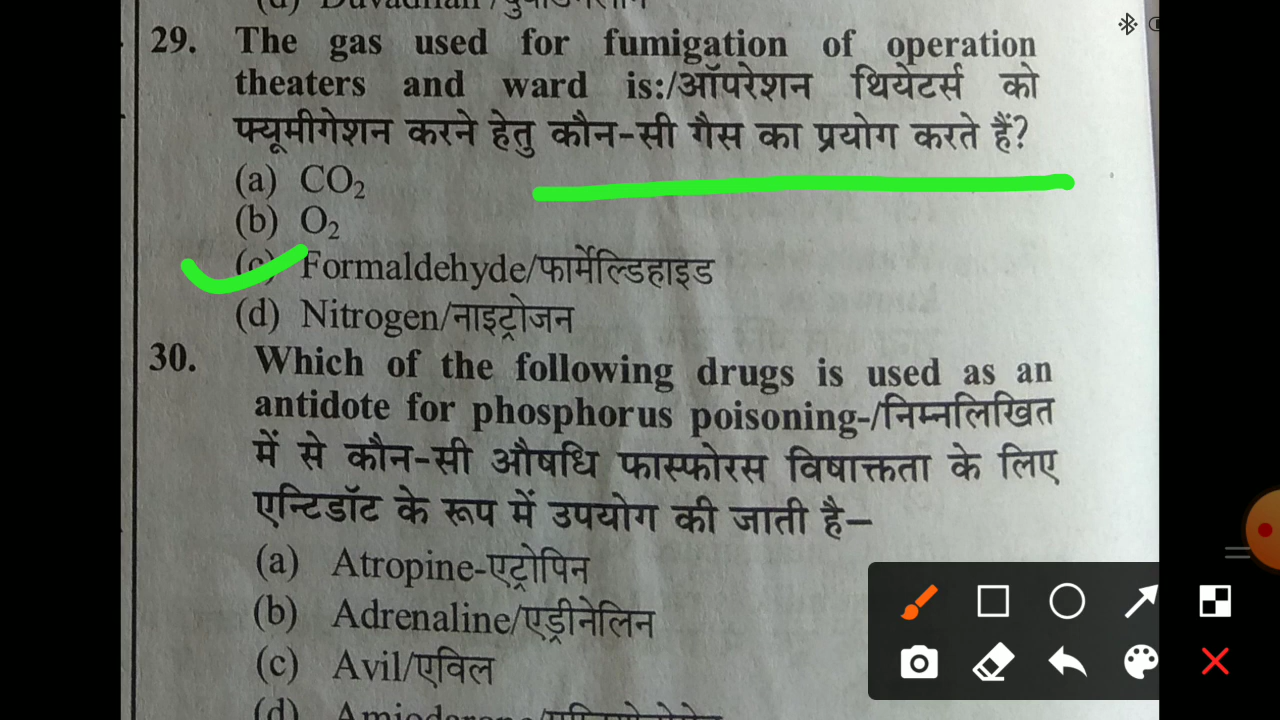 29. The gas used for fumigation of operation
theaters and ward is:/ऑपरेशन थियेटर्स को
फ्यूमीगेशन करने हेतु कौन-सी गैस का प्रयोग करते हैं?
(a) CO₂
(b) O₂
(c) Formaldehyde/फार्मेल्डिहाइड
(d) Nitrogen/नाइट्रोजन
30. Which of the following drugs is used as an
antidote for phosphorus poisoning-/निम्नलिखित
में से कौन-सी औषधि फास्फोरस विषाक्तता के लिए
एन्टिडॉट के रूप में उपयोग की जाती है–
(a) Atropine-एट्रोपिन
(b) Adrenaline/एड्रीनेलिन
(c) Avil/एविल
(d)